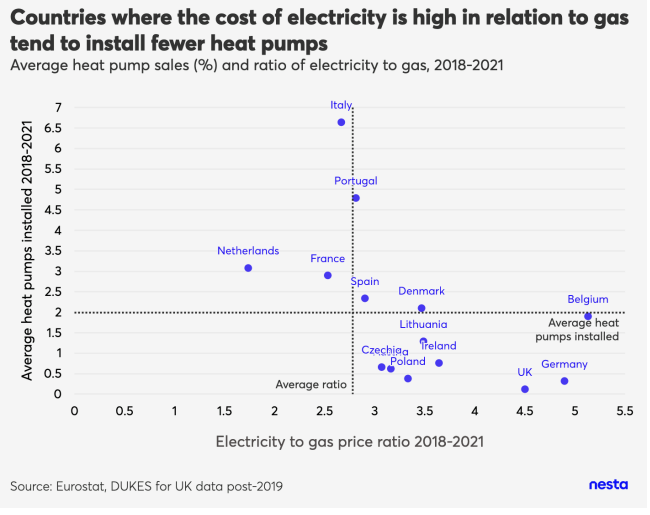 Countries where the cost of electricity is high in relation to gas
tend to install fewer heat pumps
Average heat pump sales (%) and ratio of electricity to gas, 2018-2021
Average heat pumps installed 2018-2021
7
6.5
6
5.5
5
4.5
4
3.5
3
2.5
2
1.5
1
0.5
0
Italy
Portugal
Netherlands
France
Spain
Denmark
Belgium
Average heat
pumps installed
Lithuania
Ireland
Czechia
Poland
UK
Germany
Average ratio
0
0.5
1
1.5
2
2.5
3
3.5
4
4.5
5
5.5
Electricity to gas price ratio 2018-2021
Source: Eurostat, DUKES for UK data post-2019
nesta